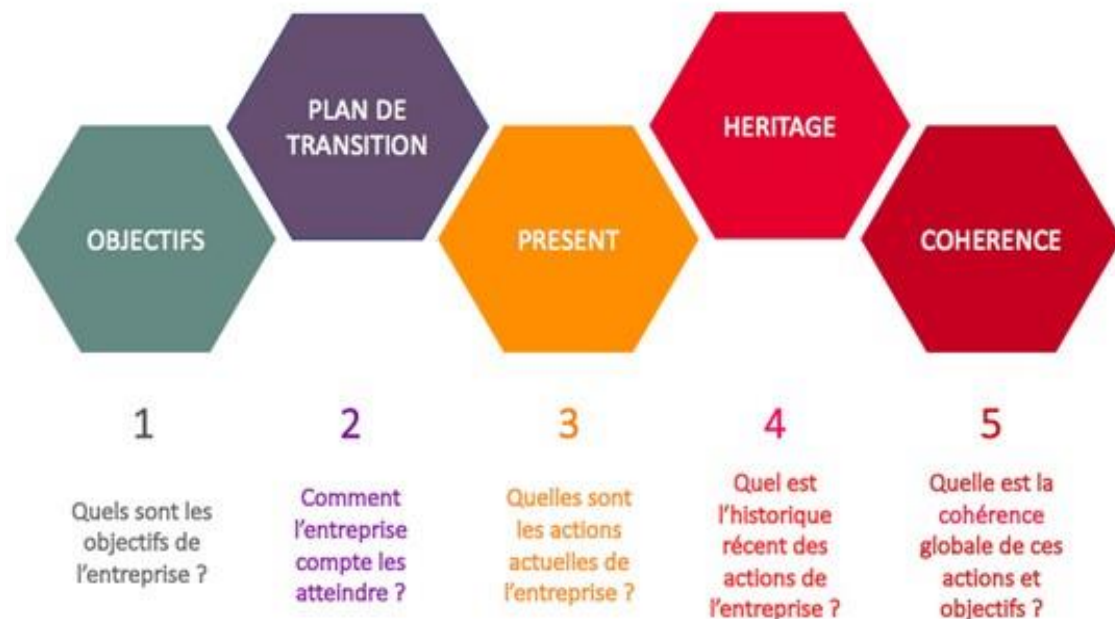 OBJECTIFS
PLAN DE
TRANSITION
PRESENT
HERITAGE
COHERENCE
1
Quels sont les
objectifs de
l'entreprise ?
2
Comment
l'entreprise
compte les
atteindre ?
3
Quelles sont
les actions
actuelles de
l'entreprise ?
4
Quel est
l'historique
récent des
actions de
l'entreprise ?
5
Quelle est la
cohérence
globale de ces
actions et
objectifs ?